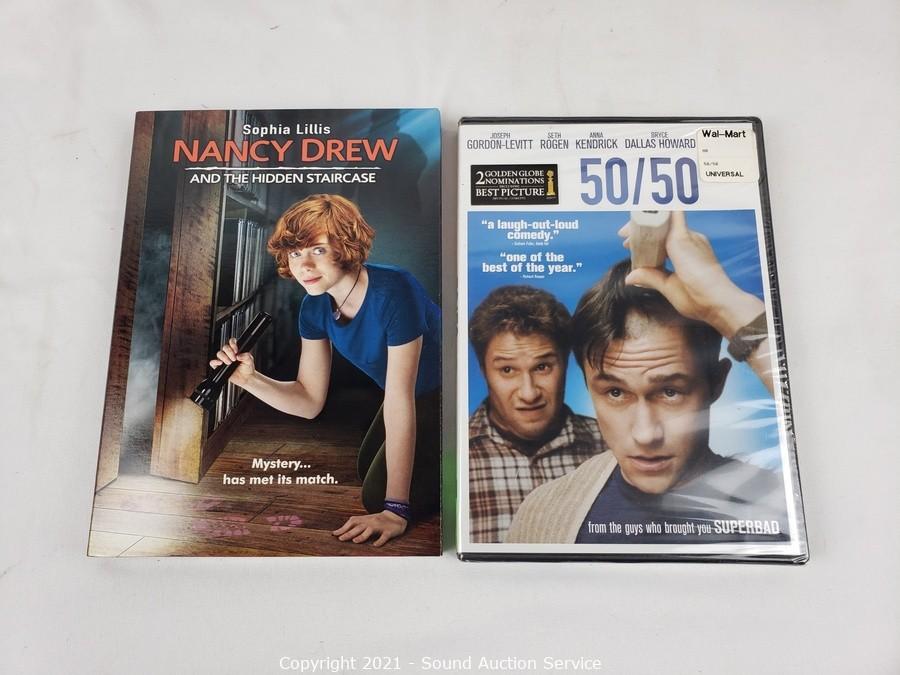 Sophia Lillis
NANCY DREW
AND THE HIDDEN STAIRCASE
Mystery...
has met its match.
JOSEPH GORDON-LEVITT SETH ROGEN ANNA KENDRICK BRYCE DALLAS HOWARD
Wal-Mart
50/50
UNIVERSAL
2 GOLDEN GLOBE
NOMINATIONS
INCLUDING
BEST PICTURE
50/50
“a laugh-out-loud
comedy.”
“one of the
best of the year.”
from the guys who brought you SUPERBAD
Copyright 2021 - Sound Auction Service